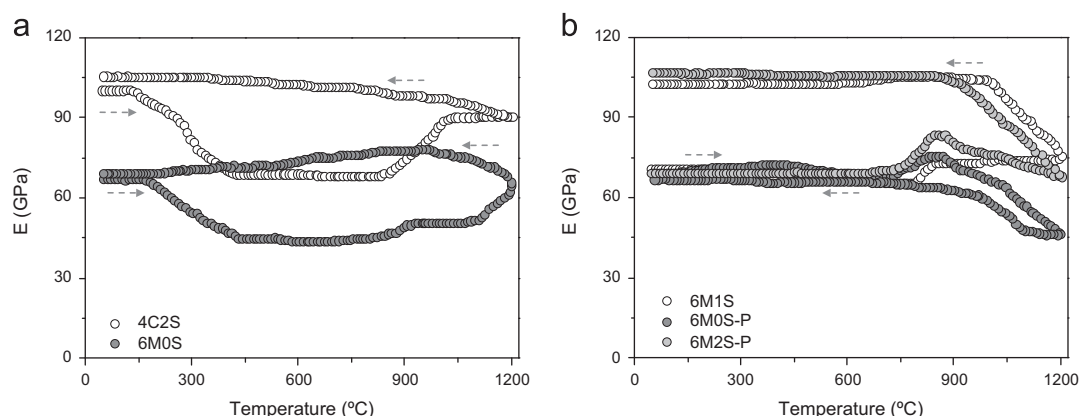 a
120
90
60
30
0
E (GPa)
4C2S
6M0S
0 300 600 900 1200
Temperature (ºC)
b
120
90
60
30
0
E (GPa)
6M1S
6M0S-P
6M2S-P
0 300 600 900 1200
Temperature (ºC)